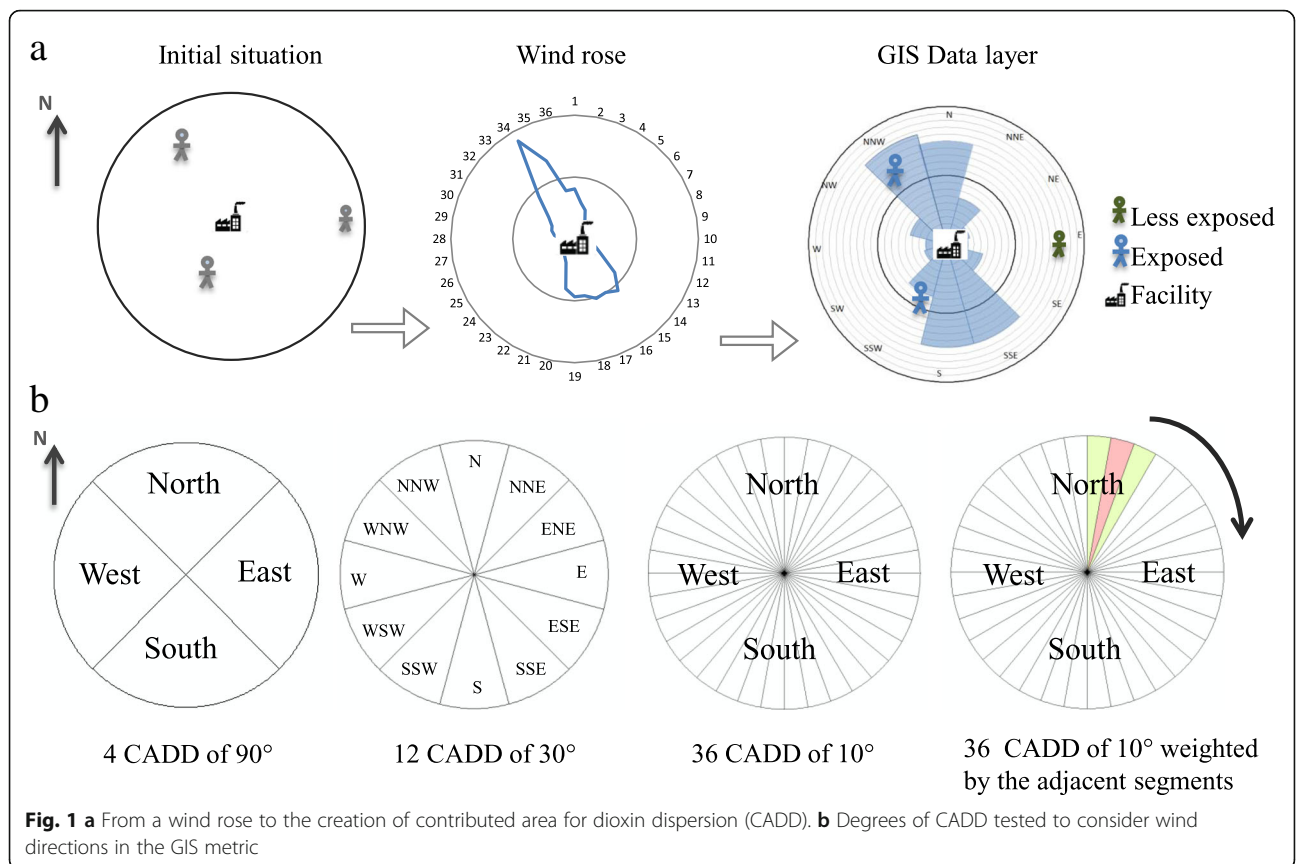 a
Initial situation
Wind rose
GIS Data layer
N
1
2
3
4
5
6
7
8
9
10
11
12
13
14
15
16
17
18
19
20
21
22
23
24
25
26
27
28
29
30
31
32
33
34
35
36
N
NNE
NE
E
SE
SSE
S
SSW
SW
W
NW
NNW
Less exposed
Exposed
Facility
b
N
North
West
East
South
4 CADD of 90°
N
NNE
ENE
E
ESE
SSE
S
SSW
WSW
W
WNW
NNW
12 CADD of 30°
North
West
East
South
36 CADD of 10°
North
West
East
South
36 CADD of 10° weighted
by the adjacent segments
Fig. 1 a From a wind rose to the creation of contributed area for dioxin dispersion (CADD). b Degrees of CADD tested to consider wind
directions in the GIS metric